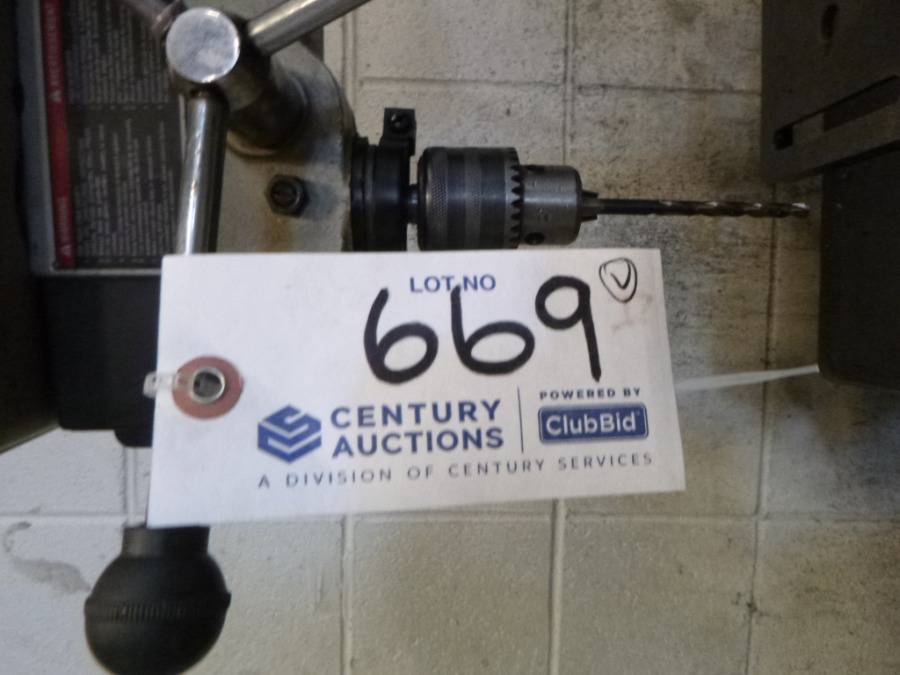 LOT NO
669 V
CENTURY
AUCTIONS
POWERED BY
ClubBid
A DIVISION OF CENTURY SERVICES